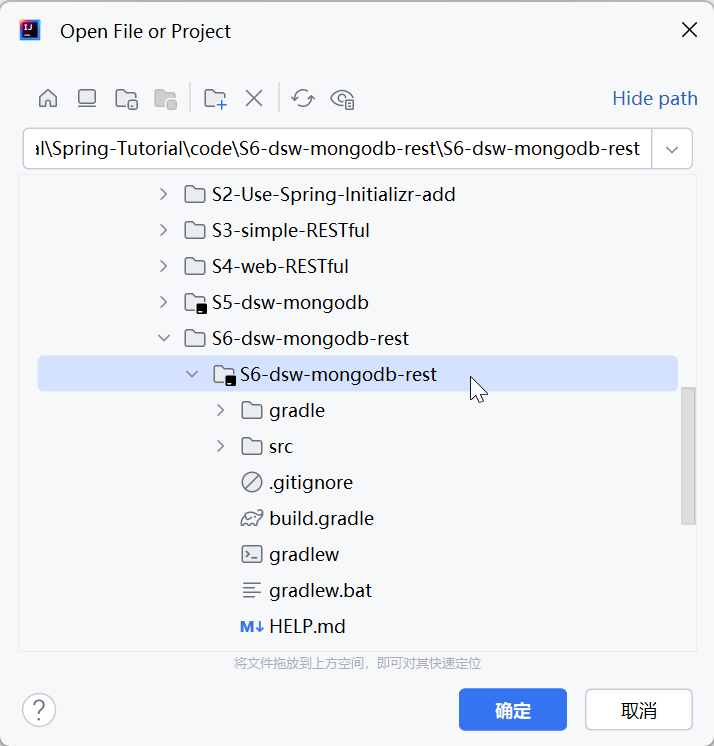 Open File or Project
Hide path
al\Spring-Tutorial\code\S6-dsw-mongodb-rest\S6-dsw-mongodb-rest
S2-Use-Spring-Initializr-add
S3-simple-RESTful
S4-web-RESTful
S5-dsw-mongodb
S6-dsw-mongodb-rest
S6-dsw-mongodb-rest
gradle
src
.gitignore
build.gradle
gradlew
gradlew.bat
M↓ HELP.md
将文件拖放到上方空间，即可对其快速定位
? 确定 取消